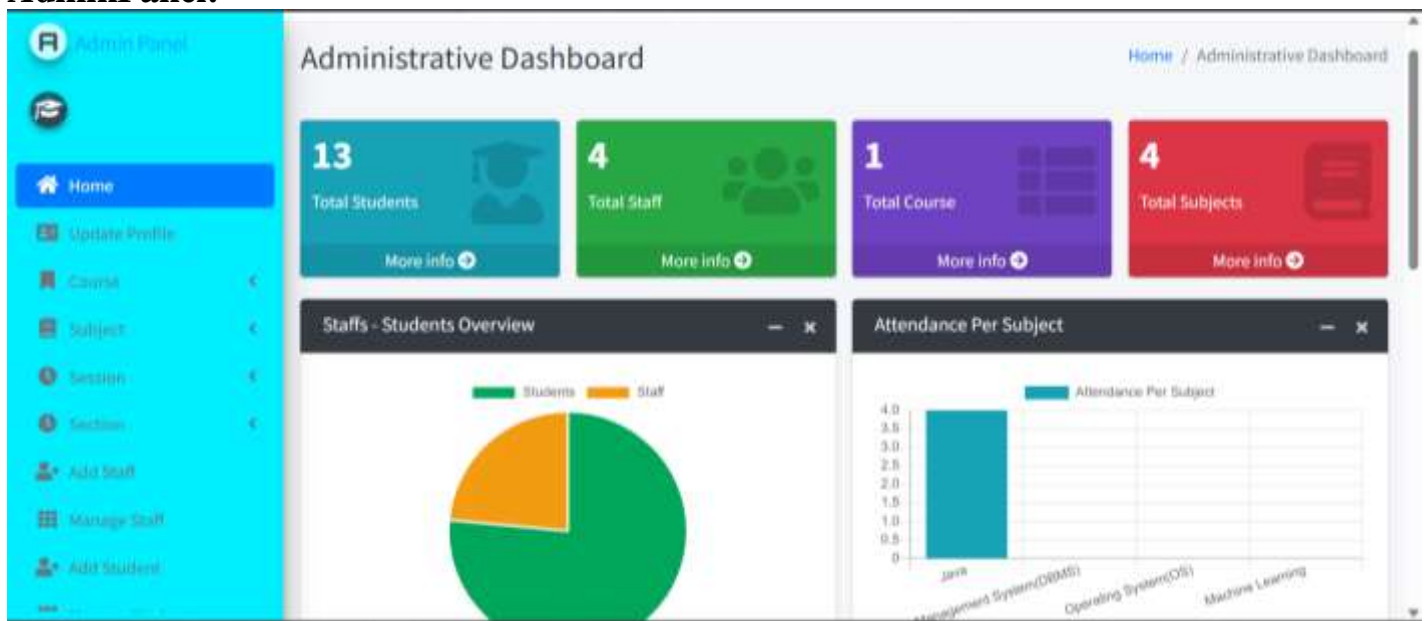 Admin Panel
Administrative Dashboard
Home / Administrative Dashboard
13
Total Students
More info
4
Total Staff
More info
1
Total Course
More info
4
Total Subjects
More info
Home
Update Profile
Course
Subject
Session
Section
Add Staff
Manage Staff
Add Student
Staffs - Students Overview
Students Staff
Attendance Per Subject
Attendance Per Subject
4.0
3.5
3.0
2.5
2.0
1.5
1.0
0.5
0
Java
Management System(DBMS)
Operating System(OS)
Machine Learning